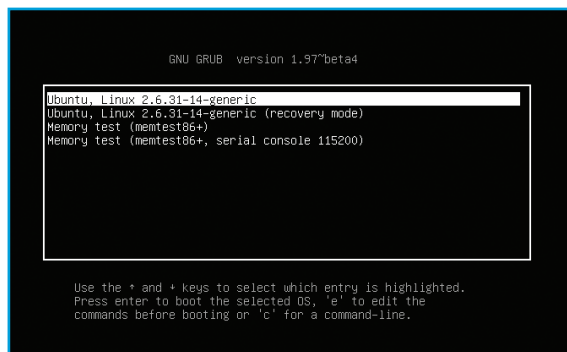 GNU GRUB  version 1.97~beta4
Ubuntu, Linux 2.6.31-14-generic
Ubuntu, Linux 2.6.31-14-generic (recovery mode)
Memory test (memtest86+)
Memory test (memtest86+, serial console 115200)
Use the ↑ and ↓ keys to select which entry is highlighted.
Press enter to boot the selected OS, 'e' to edit the
commands before booting or 'c' for a command-line.